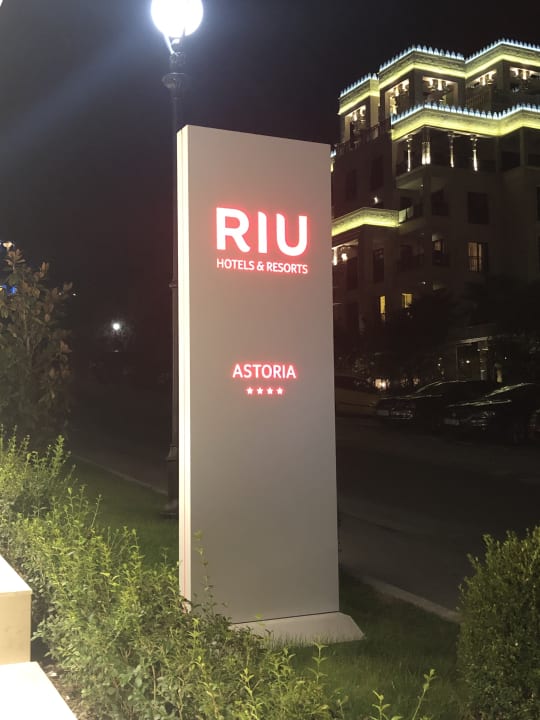 RIU
HOTELS & RESORTS
ASTORIA
★★★★